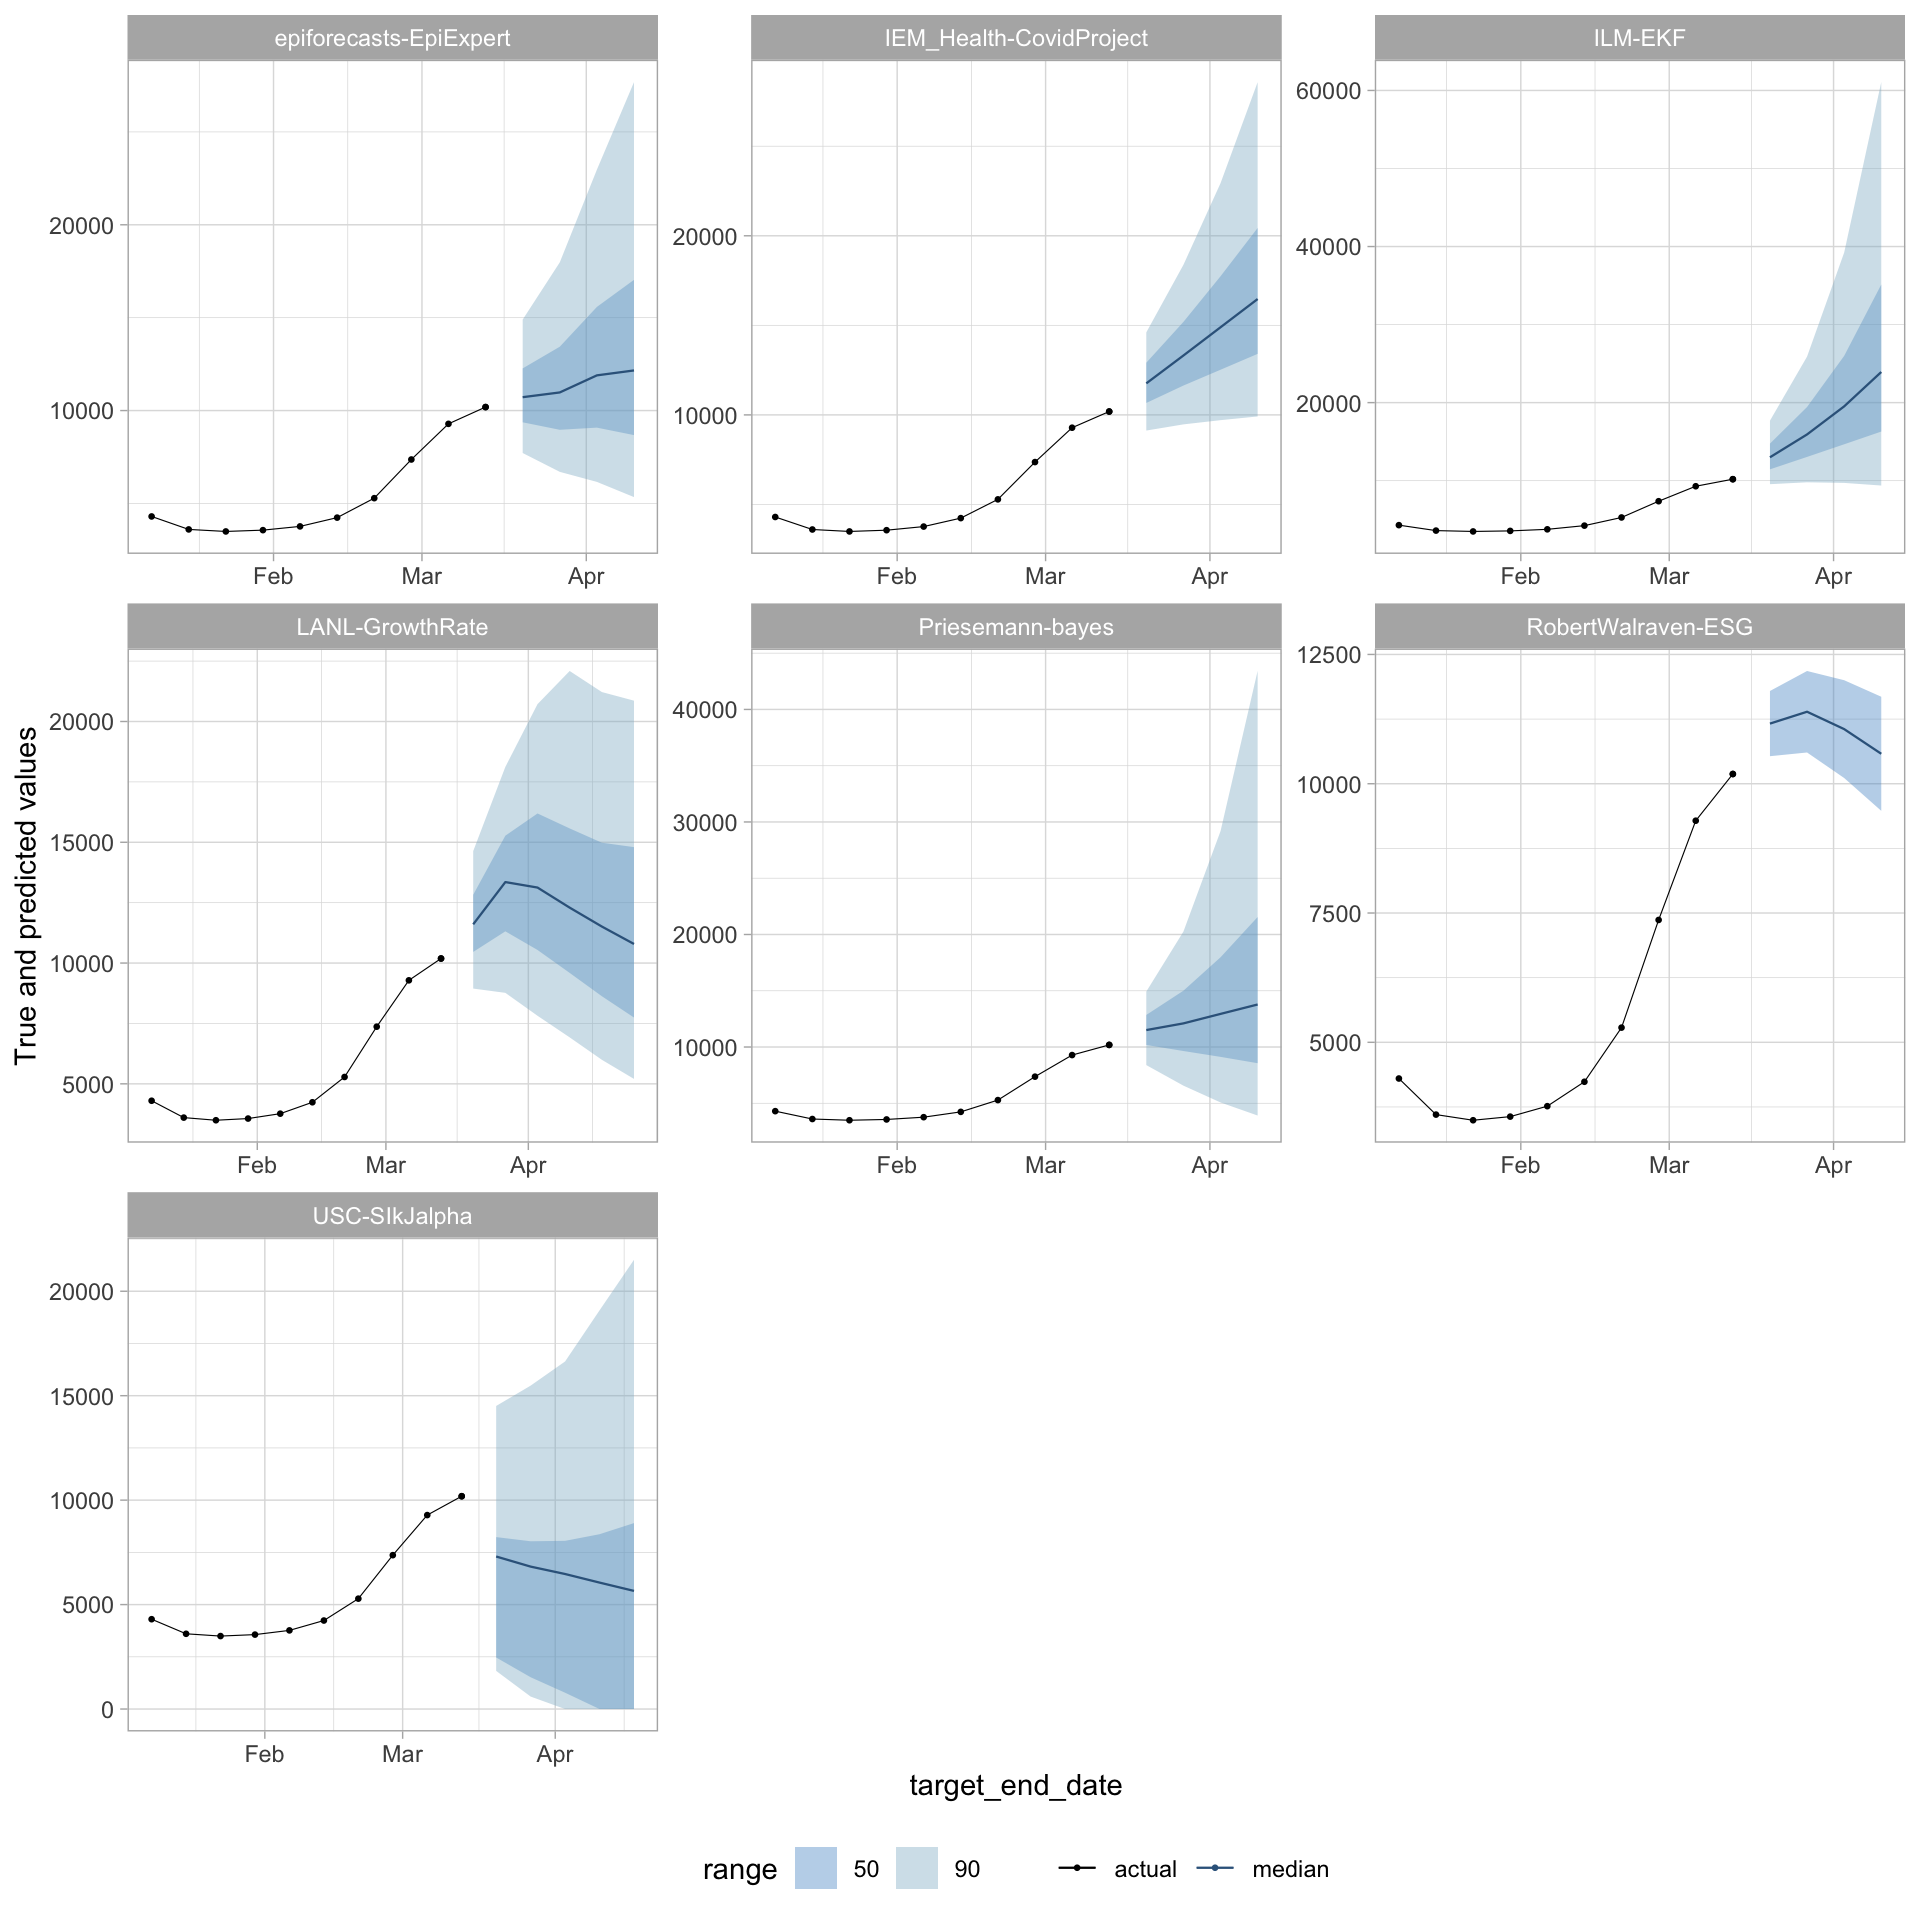 epiforecasts-EpiExpert
IEM_Health-CovidProject
ILM-EKF
20000
10000
Feb Mar Apr
20000
10000
Feb Mar Apr
60000
40000
20000
Feb Mar Apr
LANL-GrowthRate
Priesemann-bayes
RobertWalraven-ESG
True and predicted values
20000
15000
10000
5000
Feb Mar Apr
40000
30000
20000
10000
Feb Mar Apr
12500
10000
7500
5000
Feb Mar Apr
USC-SIkJalpha
20000
15000
10000
5000
0
Feb Mar Apr
target_end_date
range 50 90 actual median